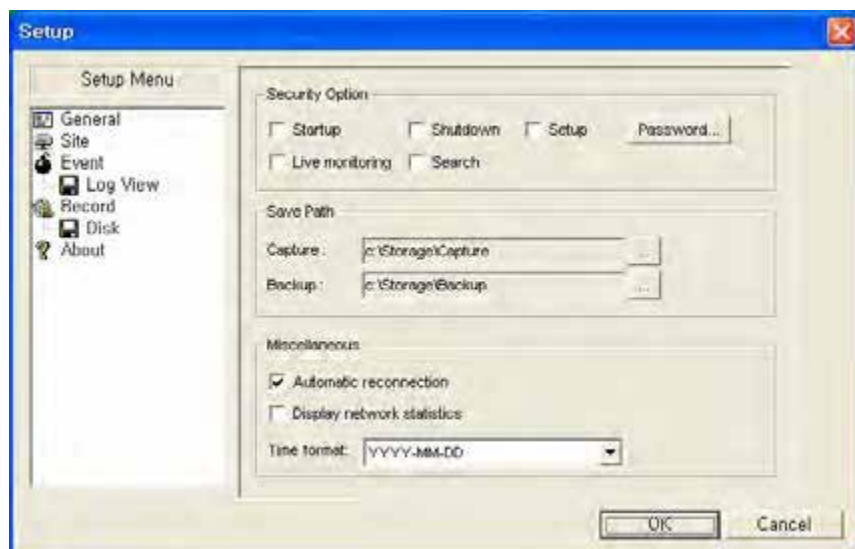 Setup
Setup Menu
General
Site
Event
Log View
Record
Disk
About
Security Option
Startup Shutdown Setup Password...
Live monitoring Search
Save Path
Capture : c:\Storage\Capture ...
Backup : c:\Storage\Backup ...
Miscellaneous
Automatic reconnection
Display network statistics
Time format: YYYY-MM-DD
OK Cancel